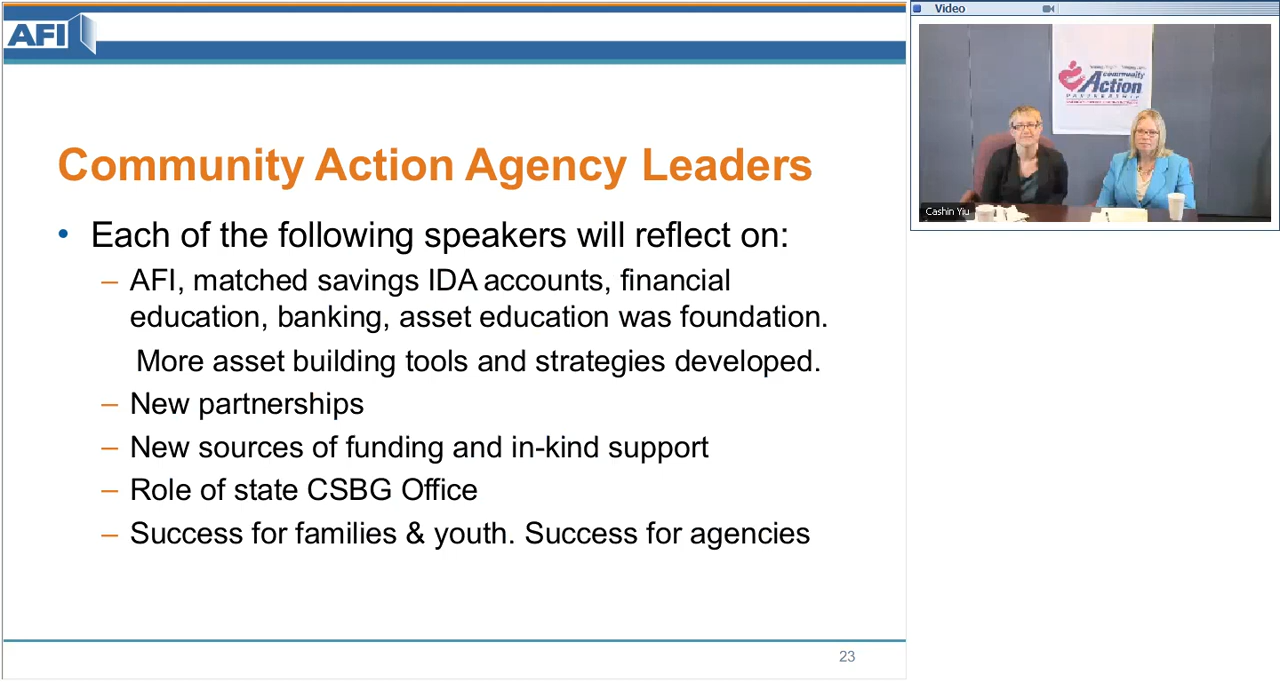 AFI
Community Action Agency Leaders
• Each of the following speakers will reflect on:
– AFI, matched savings IDA accounts, financial
education, banking, asset education was foundation.
More asset building tools and strategies developed.
– New partnerships
– New sources of funding and in-kind support
– Role of state CSBG Office
– Success for families & youth. Success for agencies
23
Video
community
Action
PARTNERSHIP
Cashin Yiu